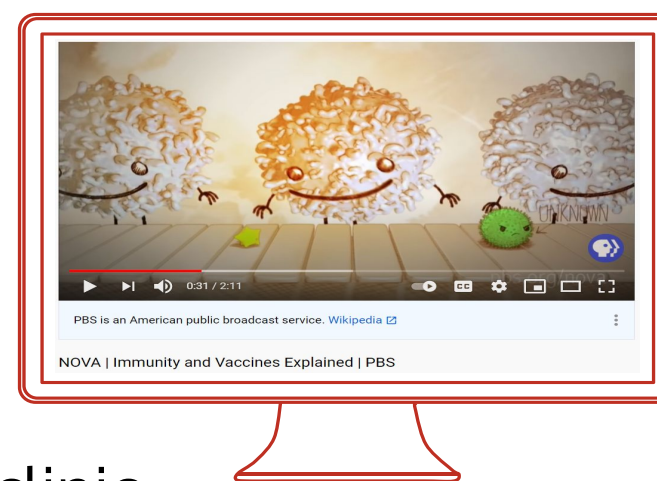 UNKNOWN
0:31 / 2:11
CC
PBS is an American public broadcast service. Wikipedia
NOVA | Immunity and Vaccines Explained | PBS